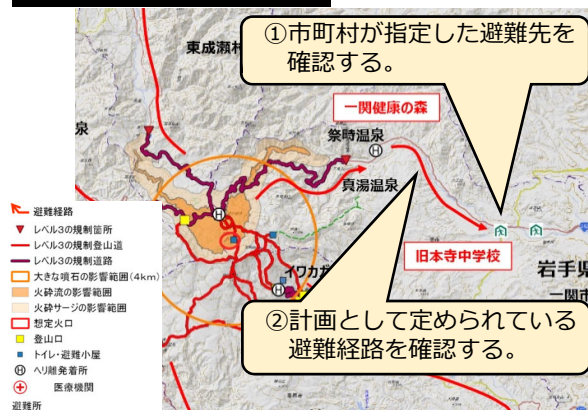 ①市町村が指定した避難先を
確認する。
東成瀬村
一関健康の森
祭畤温泉
泉
真湯温泉
旧本寺中学校
イワカガ
岩手県
一関市
②計画として定められている
避難経路を確認する。
避難経路
レベル3の規制箇所
レベル3の規制登山道
レベル3の規制道路
大きな噴石の影響範囲(4km)
火砕流の影響範囲
火砕サージの影響範囲
想定火口
登山口
トイレ・避難小屋
Ⓗ ヘリ離発着所
医療機関
避難所